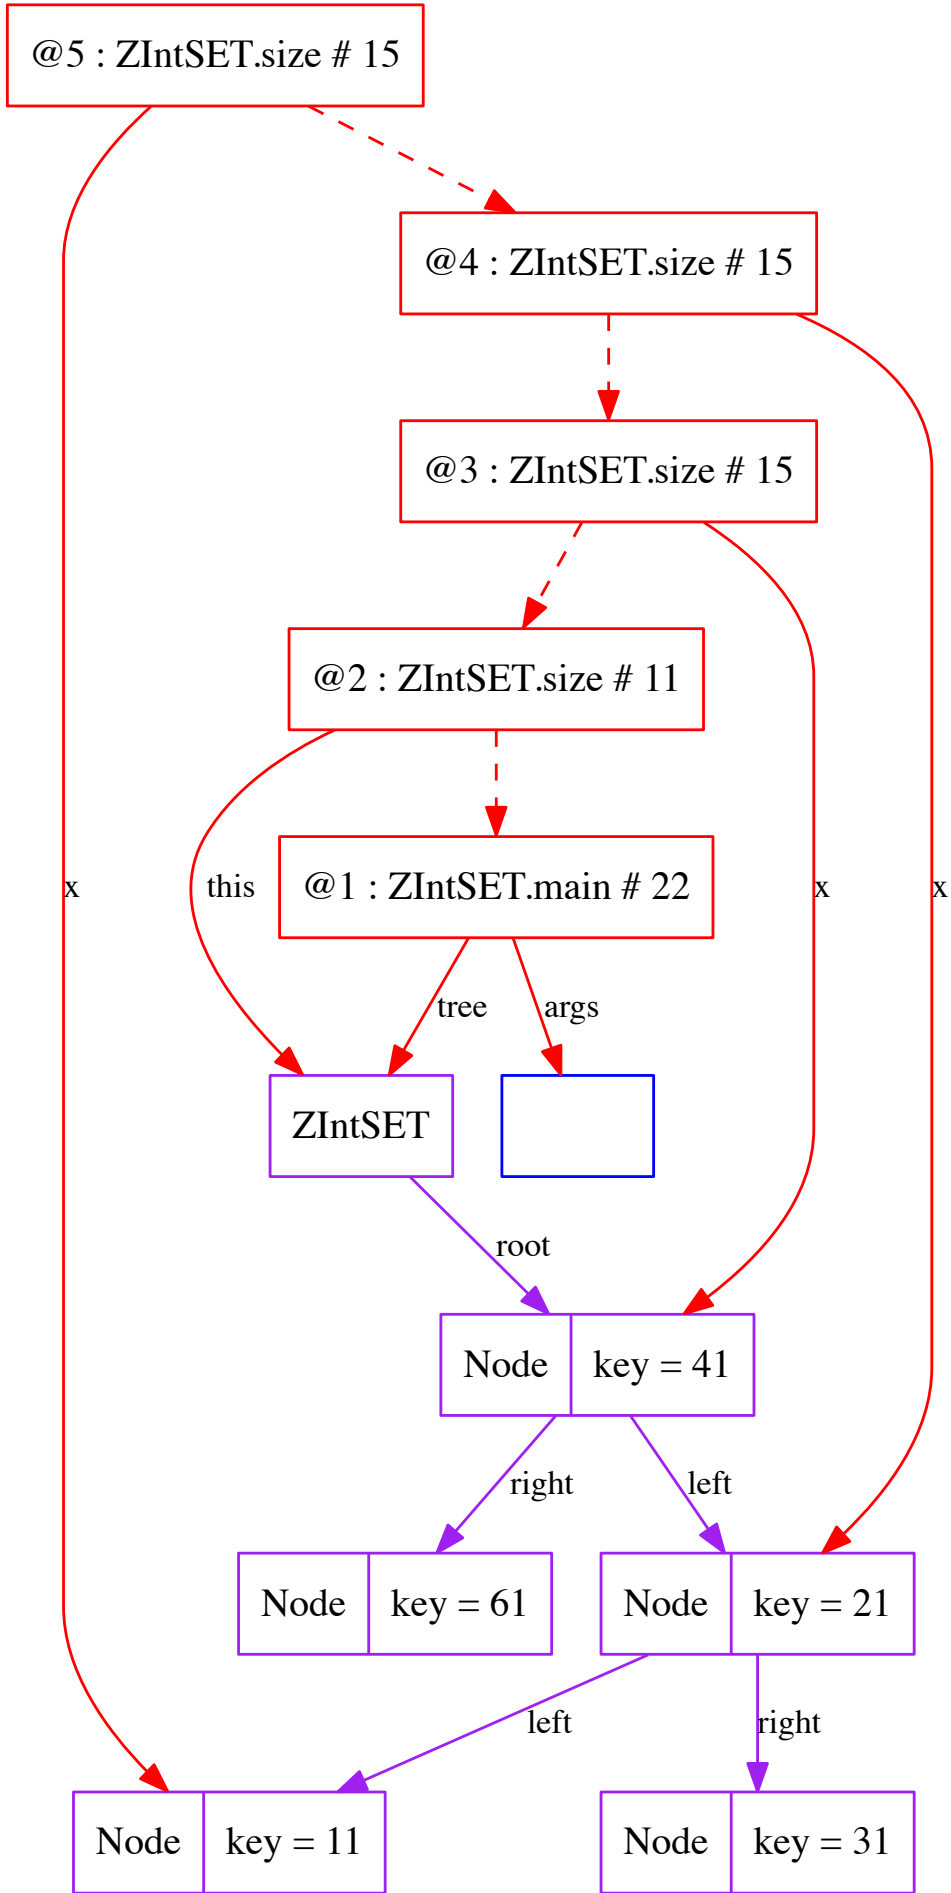 @5 : ZIntSET.size # 15
@4 : ZIntSET.size # 15
@3 : ZIntSET.size # 15
@2 : ZIntSET.size # 11
x
this
@1 : ZIntSET.main # 22
x
x
tree
args
ZIntSET
root
Node
key = 41
right
left
Node
key = 61
Node
key = 21
left
right
Node
key = 11
Node
key = 31